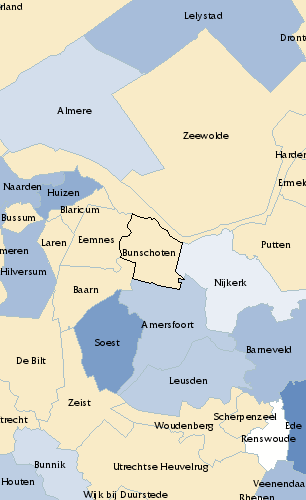 rland
Lelystad
Dront
Almere
Zeewolde
Harder
Ermel
Naarden
Huizen
Blaricum
Bussum
Laren
Eemnes
Bunschoten
Putten
meren
Hilversum
Baarn
Nijkerk
Amersfoort
Soest
Barneveld
De Bilt
Leusden
Zeist
Scherpenzeel
trecht
Woudenberg
Ede
Renswoude
Bunnik
Utrechtse Heuvelrug
Houten
Veenendaal
Wijk bij Duurstede
Rhenen